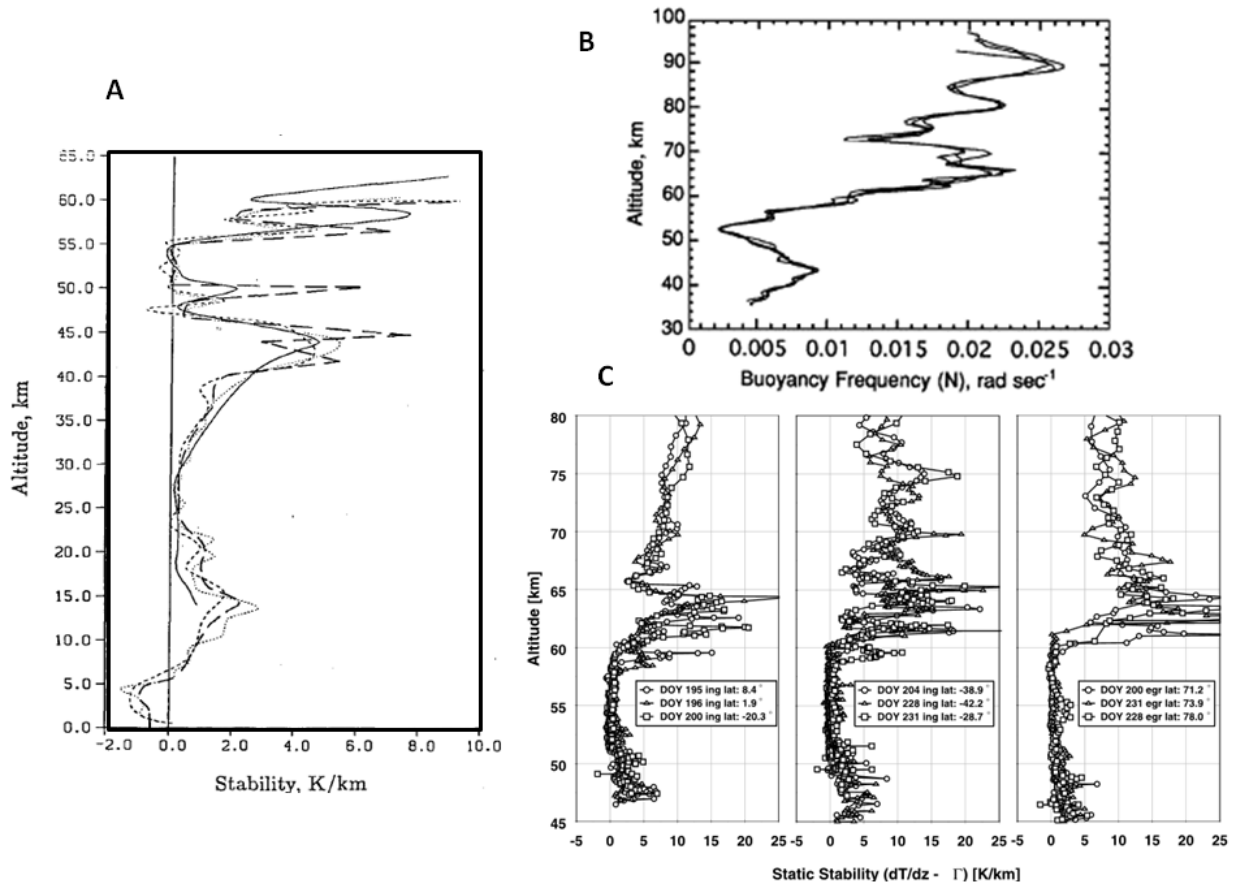 A
65.0
60.0
55.0
50.0
45.0
40.0
35.0
30.0
25.0
20.0
15.0
10.0
5.0
0.0
-2.0 0.0 2.0 4.0 6.0 8.0 10.0
Altitude, km
Stability, K/km
B
100
90
80
70
60
50
40
30
0 0.005 0.01 0.015 0.02 0.025 0.03
Altitude, km
Buoyancy Frequency (N), rad sec-1
C
80
75
70
65
60
55
50
45
Altitude [km]
DOY 195 ing lat: 8.4 °
DOY 196 ing lat: 1.9 °
DOY 200 ing lat: -20.3 °
DOY 204 ing lat: -38.9 °
DOY 228 ing lat: -42.2 °
DOY 231 ing lat: -28.7 °
DOY 200 egr lat: 71.2 °
DOY 231 egr lat: 73.9 °
DOY 228 egr lat: 78.0 °
-5 0 5 10 15 20 25
-5 0 5 10 15 20 25
-5 0 5 10 15 20 25
Static Stability (dT/dz - Γ) [K/km]